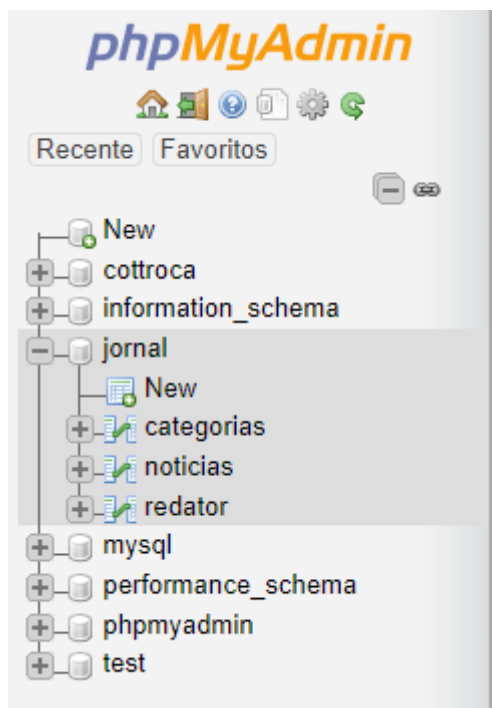 phpMyAdmin
Recente Favoritos
New
cottroca
information_schema
jornal
New
categorias
noticias
redator
mysql
performance_schema
phpmyadmin
test